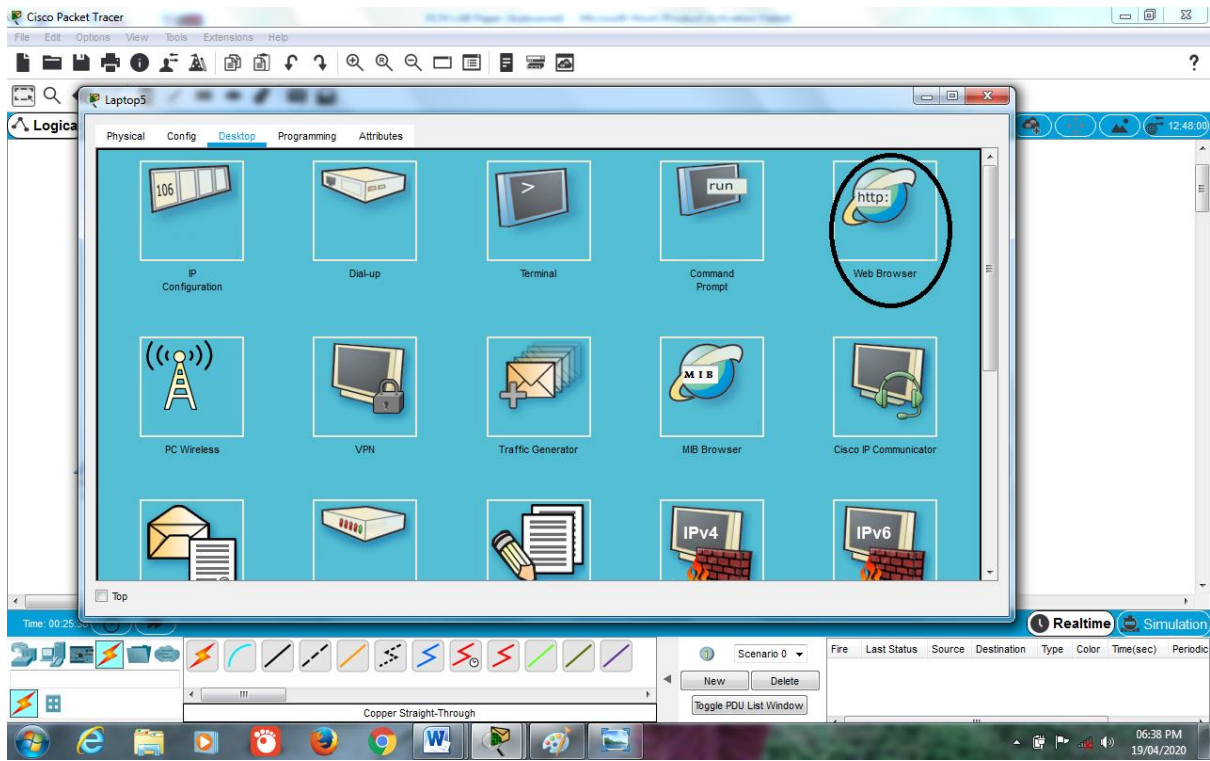 Cisco Packet Tracer
File Edit Options View Tools Extensions Help
?
Laptop5
Logica
12:48:00
Physical Config Desktop Programming Attributes
106
>
run
http:
IP
Configuration
Dial-up
Terminal
Command
Prompt
Web Browser
MIB
PC Wireless
VPN
Traffic Generator
MIB Browser
Cisco IP Communicator
IPv4
IPv6
Top
Time: 00:25:
Realtime
Simulation
Scenario 0
Fire Last Status Source Destination Type Color Time(sec) Periodic
New
Delete
Toggle PDU List Window
Copper Straight-Through
06:38 PM
19/04/2020